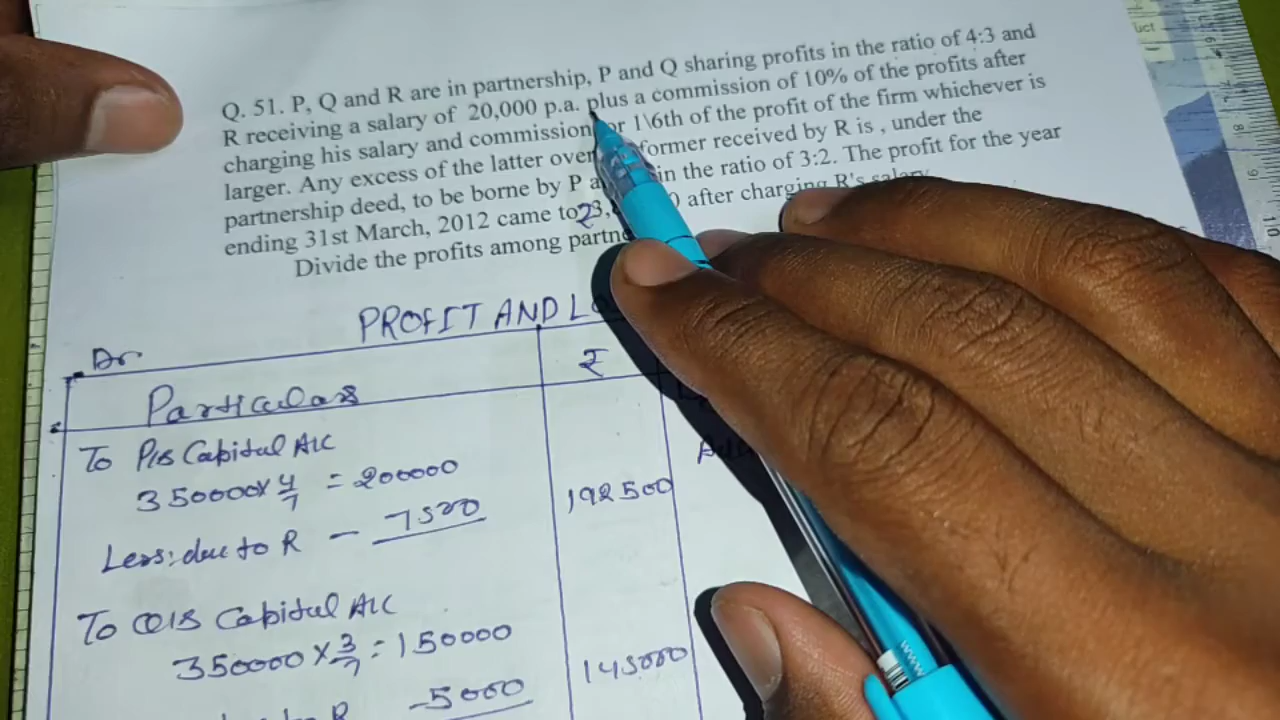 Q. 51. P, Q and R are in partnership, P and Q sharing profits in the ratio of 4:3 and
R receiving a salary of 20,000 p.a. plus a commission of 10% of the profits after
charging his salary and commission or 1\6th of the profit of the firm whichever is
larger. Any excess of the latter over former received by R is , under the
partnership deed, to be borne by P in the ratio of 3:2. The profit for the year
ending 31st March, 2012 came to 23, after charging R's salary.
Divide the profits among
PROFIT AND
Dr
Particulars ₹
To P's Capital A/C
350000 x 4/7 = 200000
192500
Less: due to R - 7500
To Q's Capital A/C
350000 x 3/7 = 150000
145000
R -5000